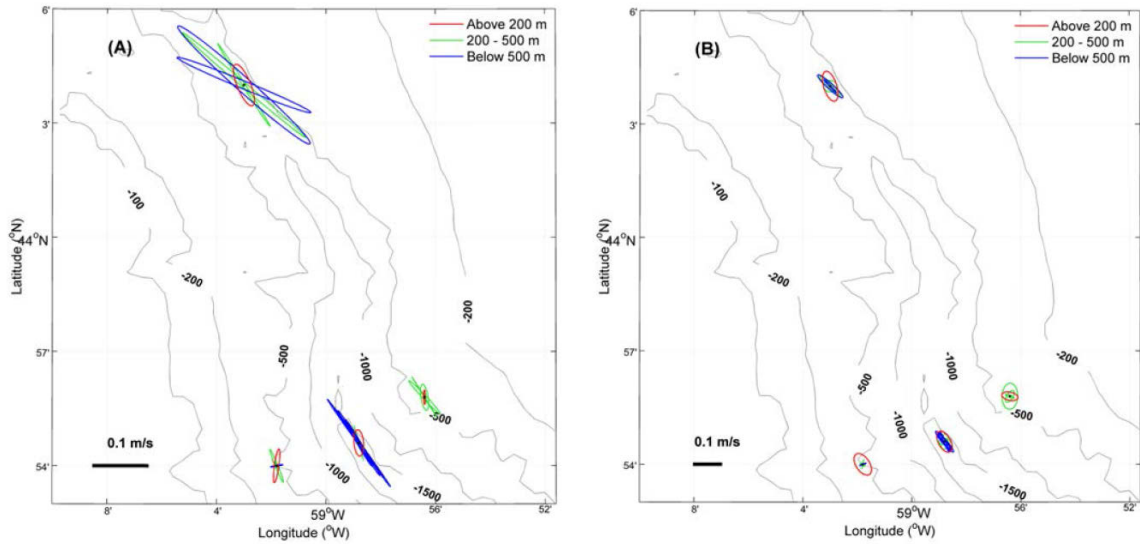 (A)
Above 200 m
200 - 500 m
Below 500 m
6'
3'
44°N
57'
54'
Latitude (°N)
-100
-200
-500
-1000
-200
-500
-1000
-1500
0.1 m/s
8'
4'
59°W
56'
52'
Longitude (°W)
(B)
Above 200 m
200 - 500 m
Below 500 m
6'
3'
44°N
57'
54'
Latitude (°N)
-100
-200
-500
-1000
-200
-500
-1000
-1500
0.1 m/s
8'
4'
59°W
56'
52'
Longitude (°W)